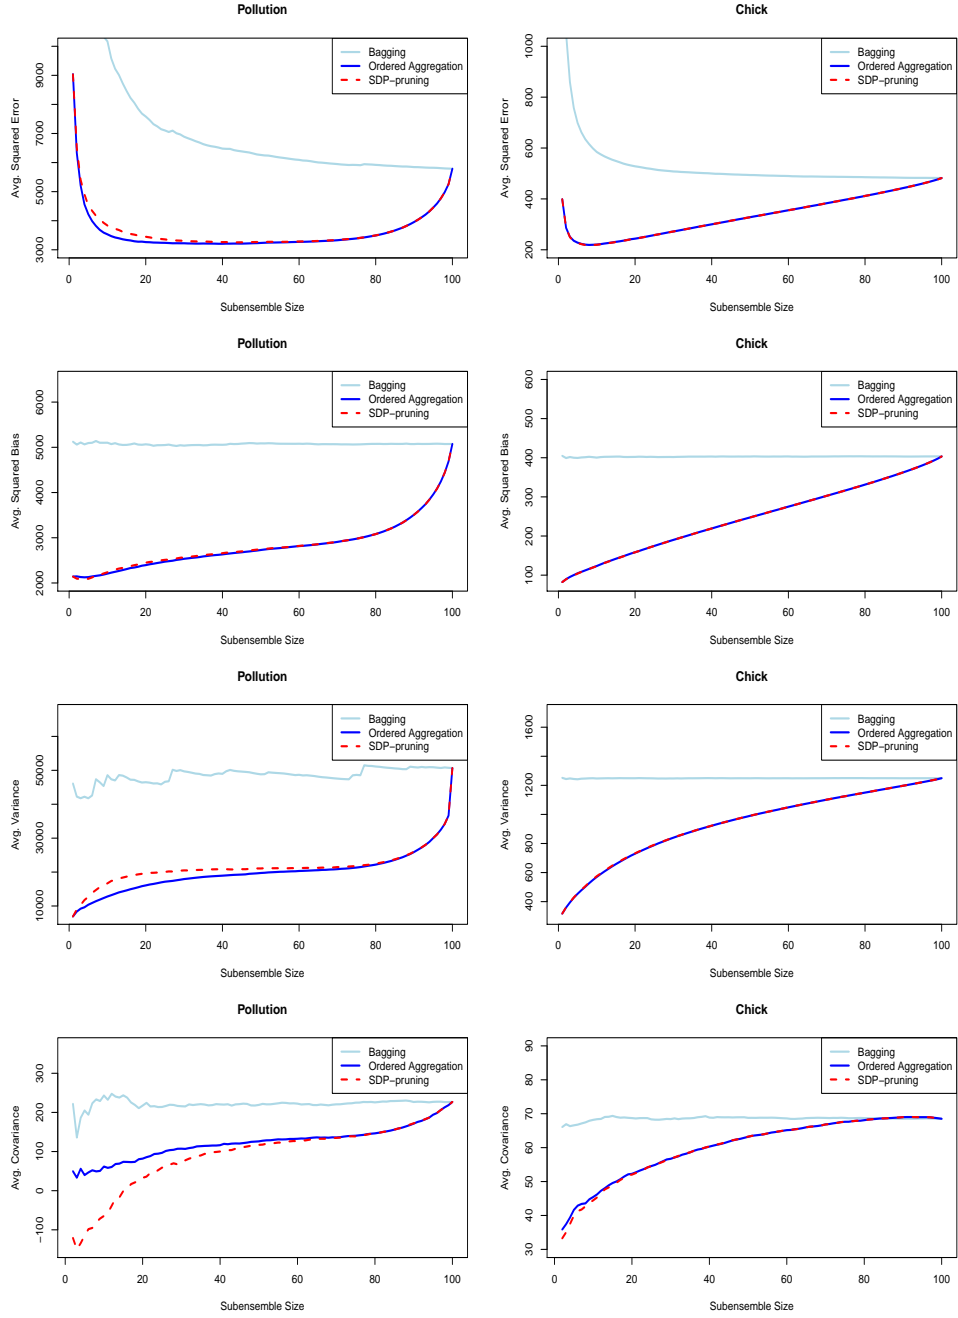 Pollution
Avg. Squared Error
3000 5000 7000 9000
Bagging
Ordered Aggregation
SDP−pruning
0 20 40 60 80 100
Subensemble Size
Chick
Avg. Squared Error
200 400 600 800 1000
Bagging
Ordered Aggregation
SDP−pruning
0 20 40 60 80 100
Subensemble Size
Pollution
Avg. Squared Bias
2000 3000 4000 5000 6000
Bagging
Ordered Aggregation
SDP−pruning
0 20 40 60 80 100
Subensemble Size
Chick
Avg. Squared Bias
100 200 300 400 500 600
Bagging
Ordered Aggregation
SDP−pruning
0 20 40 60 80 100
Subensemble Size
Pollution
Avg. Variance
10000 30000 50000
Bagging
Ordered Aggregation
SDP−pruning
0 20 40 60 80 100
Subensemble Size
Chick
Avg. Variance
400 600 800 1200 1600
Bagging
Ordered Aggregation
SDP−pruning
0 20 40 60 80 100
Subensemble Size
Pollution
Avg. Covariance
−100 0 100 200 300
Bagging
Ordered Aggregation
SDP−pruning
0 20 40 60 80 100
Subensemble Size
Chick
Avg. Covariance
30 40 50 60 70 80 90
Bagging
Ordered Aggregation
SDP−pruning
0 20 40 60 80 100
Subensemble Size